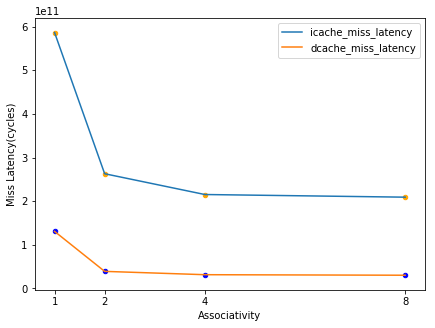 1e11
6
5
4
3
2
1
0
Miss Latency(cycles)
icache_miss_latency
dcache_miss_latency
1 2 4 8
Associativity